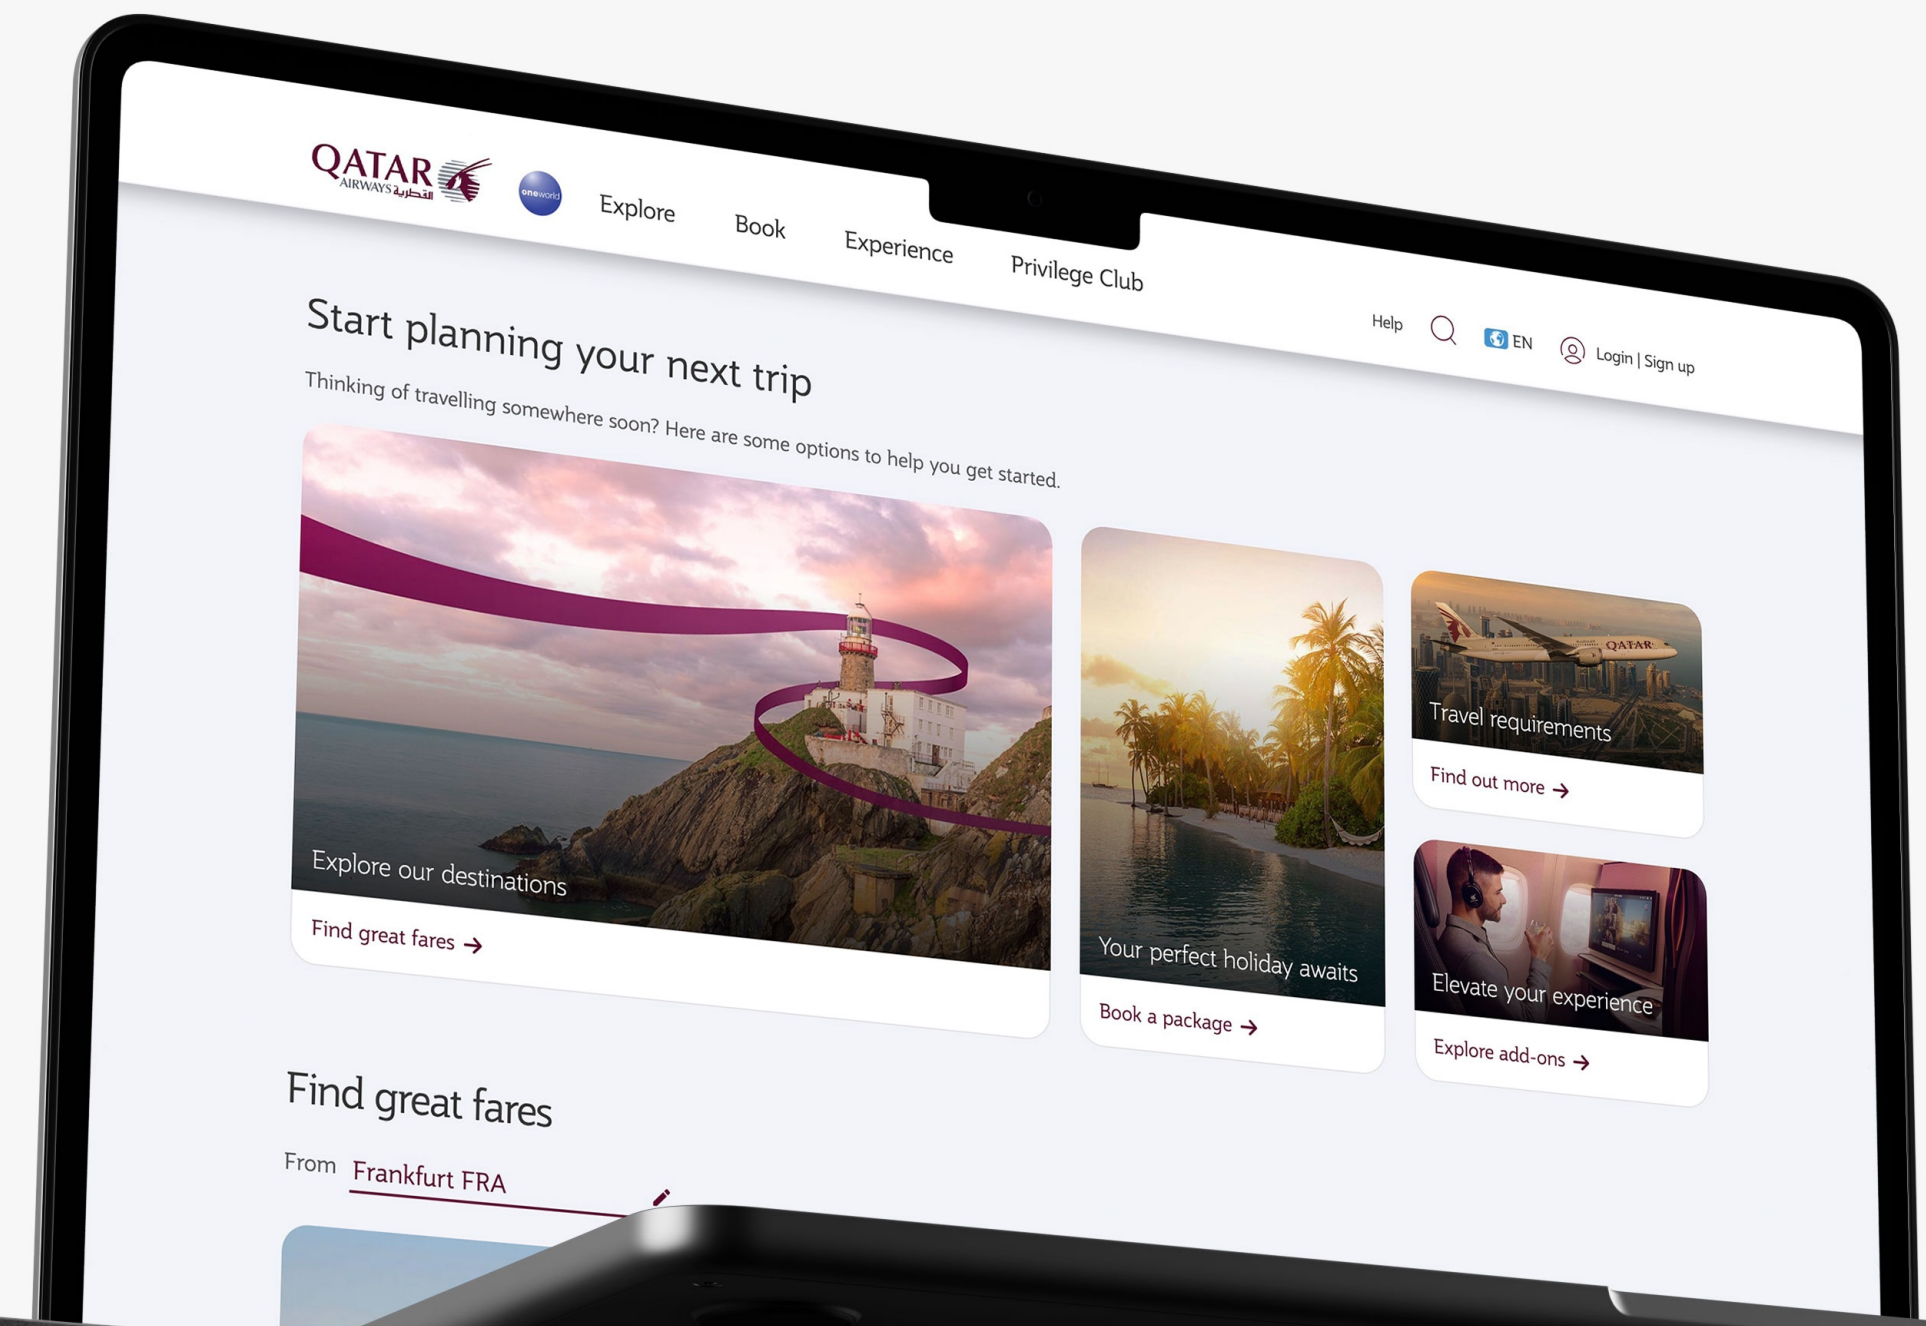 QATAR
AIRWAYS القطرية
oneworld
Explore
Book
Experience
Privilege Club
Help
EN
Login | Sign up
Start planning your next trip
Thinking of travelling somewhere soon? Here are some options to help you get started.
Explore our destinations
Find great fares →
Your perfect holiday awaits
Book a package →
QATAR
Travel requirements
Find out more →
Elevate your experience
Explore add-ons →
Find great fares
From Frankfurt FRA